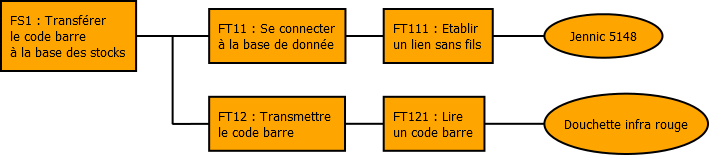 FS1 : Transférer
le code barre
à la base des stocks
FT11 : Se connecter
à la base de donnée
FT111 : Etablir
un lien sans fils
Jennic 5148
FT12 : Transmettre
le code barre
FT121 : Lire
un code barre
Douchette infra rouge